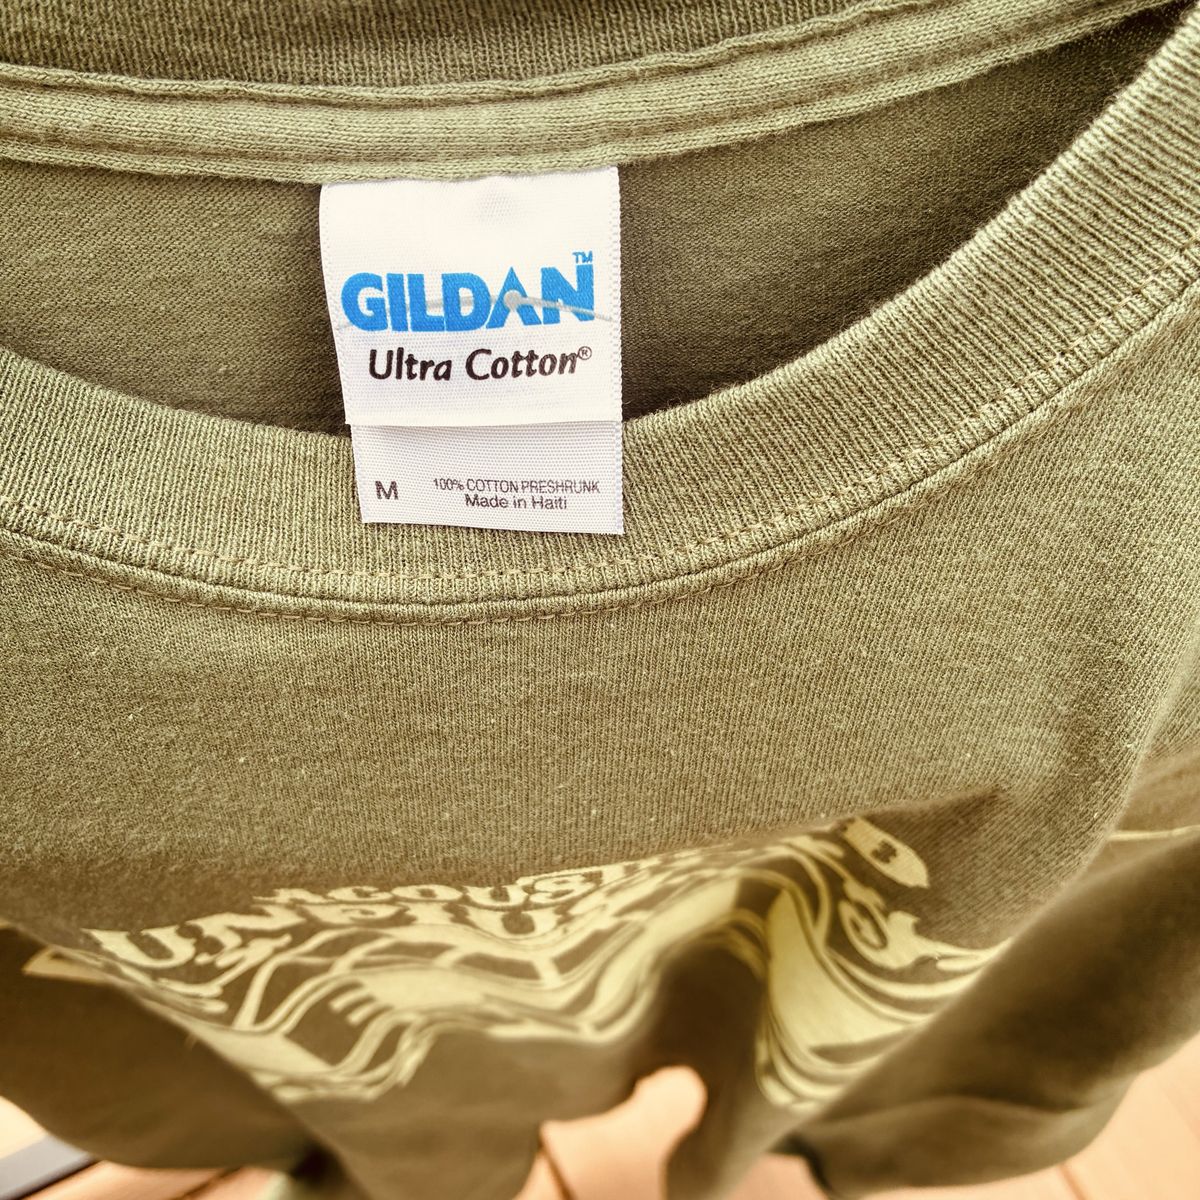 GILDAN™
Ultra Cotton®
M 100% COTTON PRESHRUNK
Made in Haiti